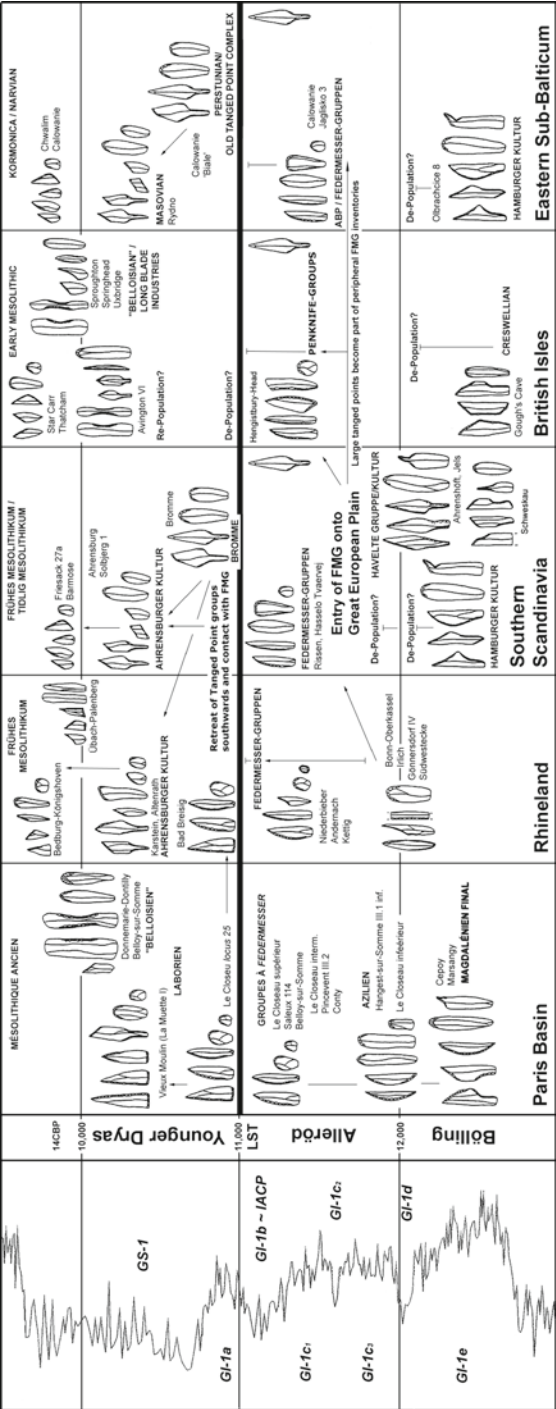 GS-1
GI-1a
GI-1b ~ IACP
GI-1c₁
GI-1c₂
GI-1c₃
GI-1d
GI-1e
14CBP
10,000
Younger Dryas
11,000
LST
Alleröd
12,000
Bölling
MÉSOLITHIQUE ANCIEN
Donnemarie-Dontilly
Belloy-sur-Somme
"BELLOISIEN"
Vieux Moulin (La Muette I)
LABORIEN
Le Closeu locus 25
GROUPES À FEDERMESSER
Le Closeau supérieur
Saleux 114
Belloy-sur-Somme
Le Closeau interm.
Pincevent III.2
Conty
AZILIEN
Hangest-sur-Somme III.1 inf.
Le Closeau infeérieur
Cepoy
Marsangy
MAGDALÉNIEN FINAL
Paris Basin
FRÜHES
MESOLITHIKUM
Bedburg-Königshoven
Übach-Palenberg
Karstein, Altenrath
AHRENSBURGER KULTUR
Bad Breisig
FEDERMESSER-GRUPPEN
Niederbieber
Andernach
Kettig
Bonn-Oberkassel
Irlich
Gönnersdorf IV
Südwestecke
Rhineland
FRÜHES MESOLITHIKUM /
TIDLIG MESOLITHIKUM
Friesack 27a
Barmose
Ahrensburg
Solbjerg 1
AHRENSBURGER KULTUR
Bromme
BROMME
Retreat of Tanged Point groups
southwards and contact with FMG
FEDERMESSER-GRUPPEN
Rissen, Hasselo Tvaervej
Entry of FMG onto
Great European Plain
De-Population?
HAVELTE GRUPPE/KULTUR
Ahrenshöft, Jels
De-Population?
HAMBURGER KULTUR
Schweskau
Southern
Scandinavia
EARLY MESOLITHIC
Star Carr
Thatcham
Sproughton
Springhead
Uxbridge
"BELLOISIAN" /
LONG BLADE
INDUSTRIES
Avington VI
Re-Population?
De-Population?
Hengistbury-Head
PENKNIFE-GROUPS
Large tanged points become part of peripheral FMG inventories
De-Population?
Gough's Cave
CRESWELLIAN
British Isles
KORMONICA / NARVIAN
Chwalim
Calowanie
MASOVIAN
Rydno
Calowanie
'Biale'
PERSTUNIAN/
OLD TANGED POINT COMPLEX
Calowanie
Jaglisko 3
ABP / FEDERMESSER-GRUPPEN
De-Population?
Olbrachcice 8
HAMBURGER KULTUR
Eastern Sub-Balticum